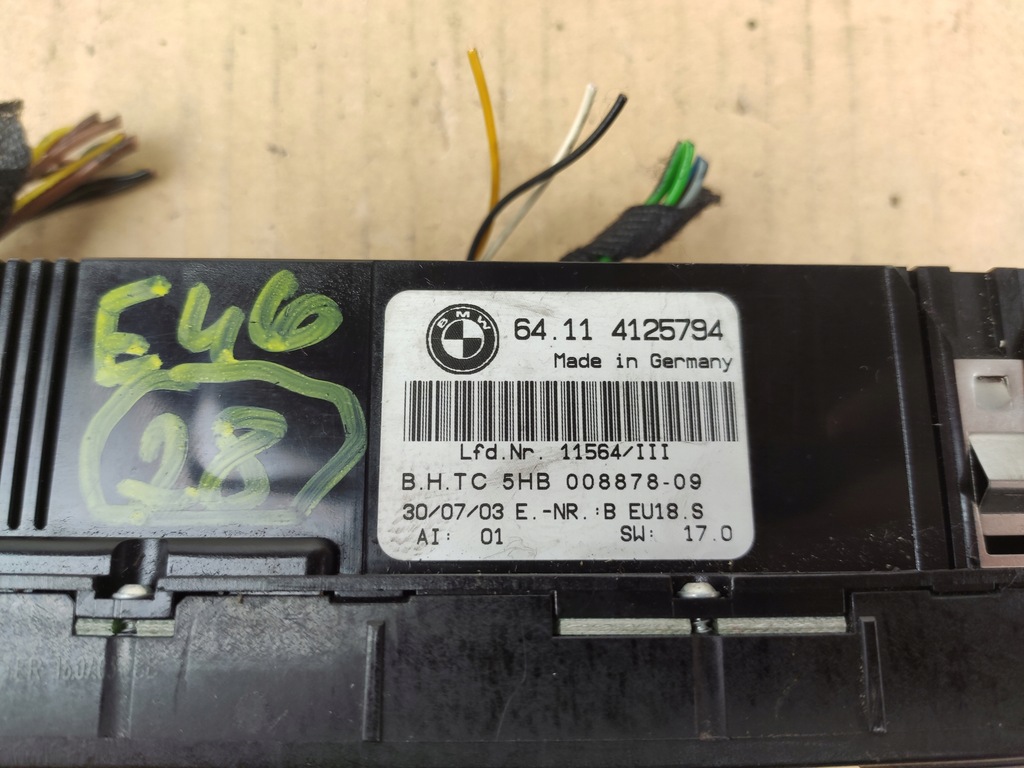 E46
28
BMW
64.11 4125794
Made in Germany
Lfd.Nr. 11564/III
B.H.TC 5HB 008878-09
30/07/03 E.-NR.:B EU18.S
AI: 01 SW: 17.0